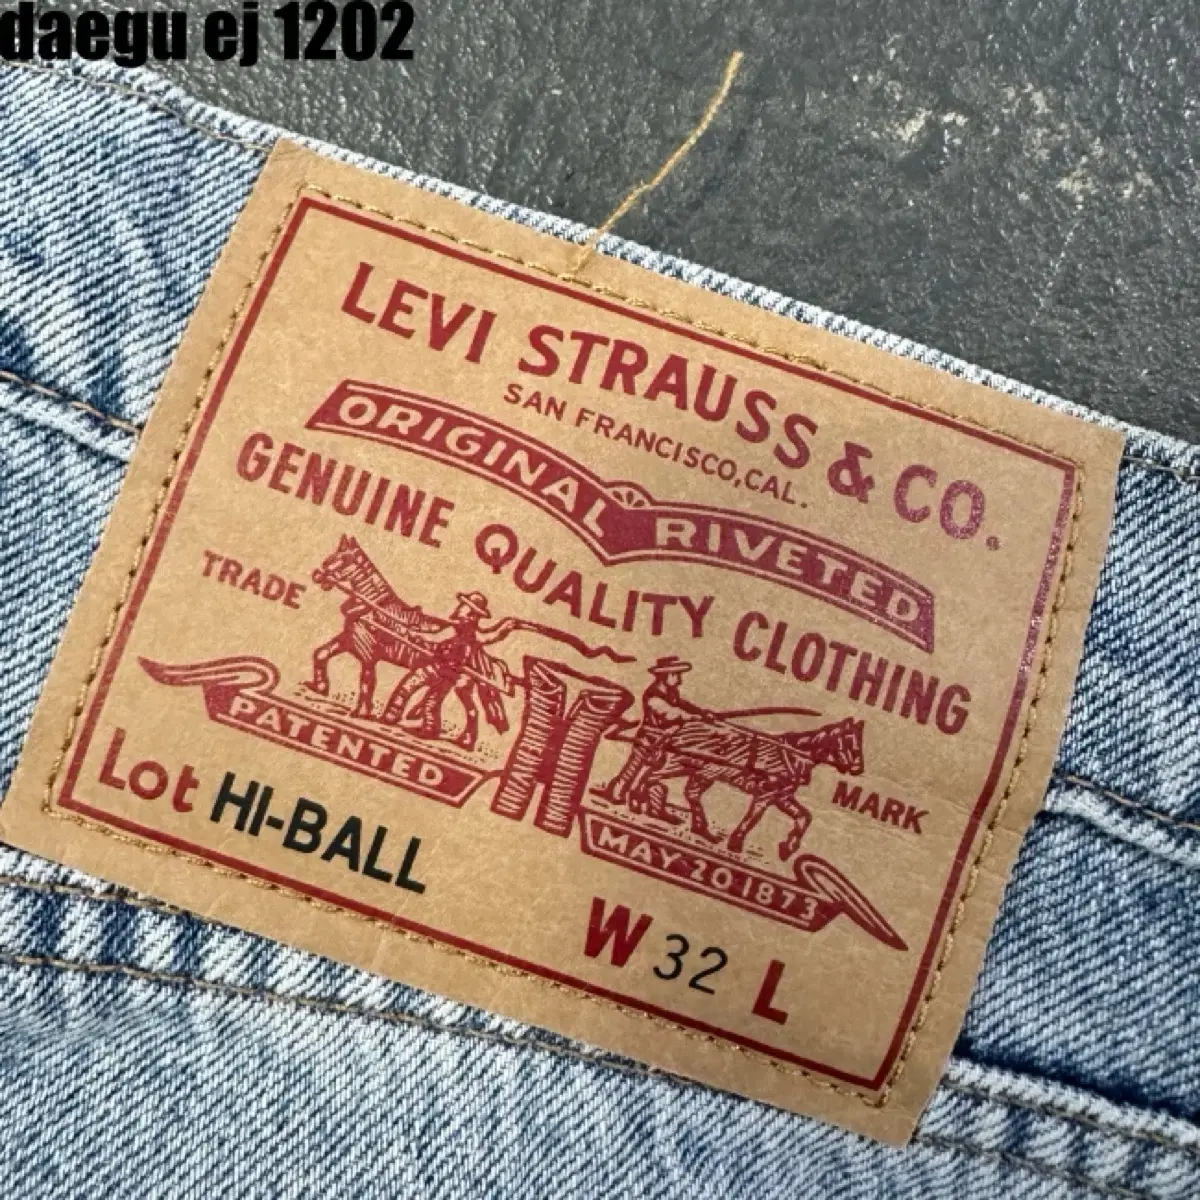 daegu ej 1202
LEVI STRAUSS & CO.
SAN FRANCISCO, CAL.
ORIGINAL RIVETED
GENUINE QUALITY CLOTHING
TRADE MARK
PATENTED MAY 20 1873
Lot HI-BALL
W 32 L